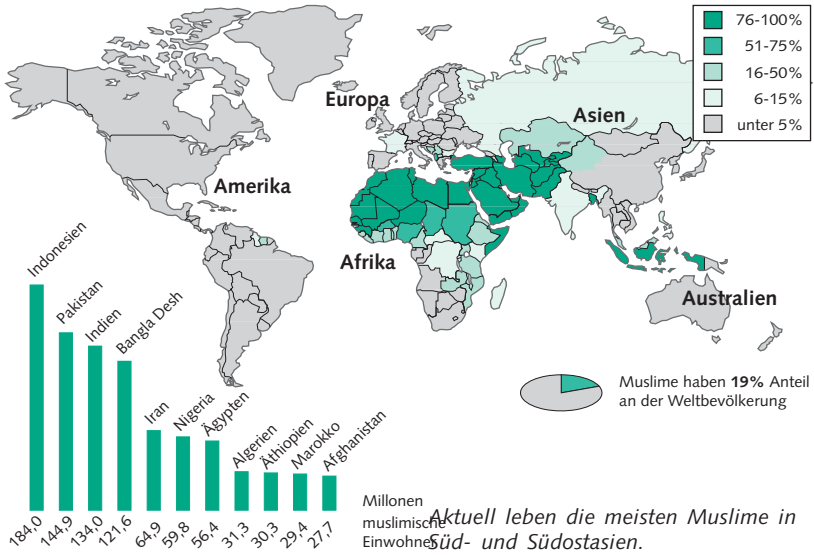 76-100%
51-75%
16-50%
6-15%
unter 5%
Europa
Asien
Amerika
Afrika
Australien
Indonesien
Pakistan
Indien
Bangla Desh
Iran
Nigeria
Ägypten
Algerien
Äthiopien
Marokko
Afghanistan
184,0
144,9
134,0
121,6
64,9
59,8
56,4
31,3
30,3
29,4
27,7
Millonen
muslimische
Einwohner
Muslime haben 19% Anteil
an der Weltbevölkerung
Aktuell leben die meisten Muslime in
Süd- und Südostasien.